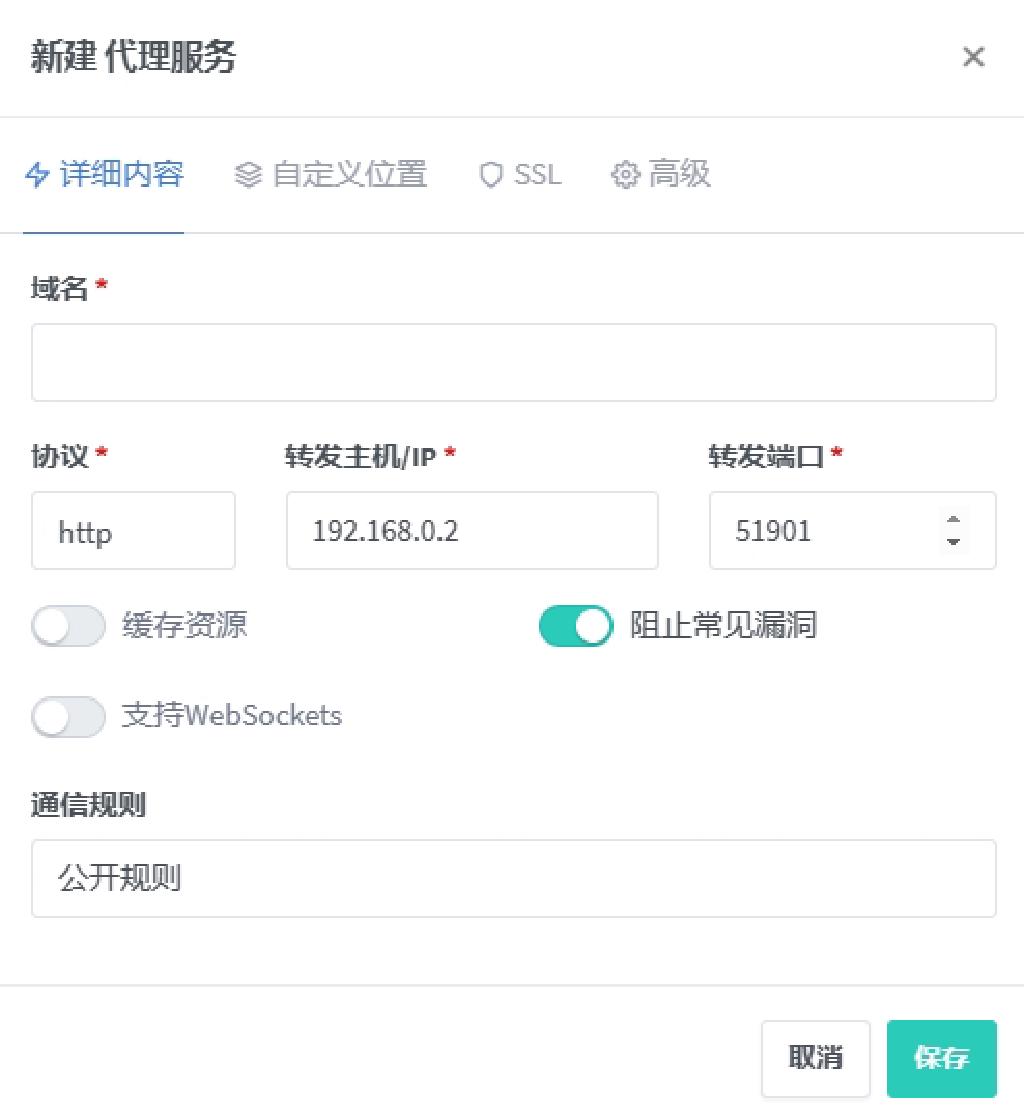 新建 代理服务
详细内容 自定义位置 SSL 高级
域名 *
协议 * 转发主机/IP * 转发端口 *
http 192.168.0.2 51901
缓存资源 阻止常见漏洞
支持WebSockets
通信规则
公开规则
取消 保存